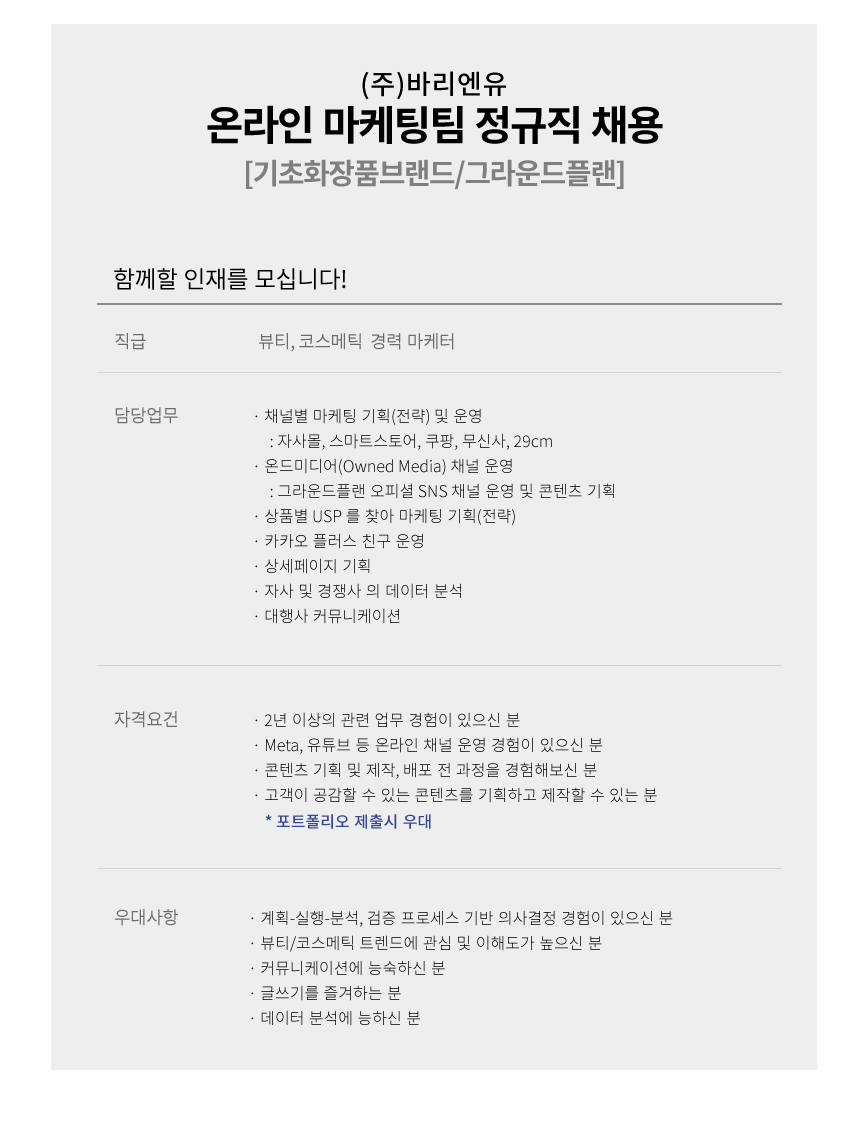 (주)바리엔유
온라인 마케팅팀 정규직 채용
[기초화장품브랜드/그라운드플랜]
함께할 인재를 모십니다!
직급 뷰티, 코스메틱 경력 마케터
담당업무 · 채널별 마케팅 기획(전략) 및 운영
: 자사몰, 스마트스토어, 쿠팡, 무신사, 29cm
· 온드미디어(Owned Media) 채널 운영
: 그라운드플랜 오피셜 SNS 채널 운영 및 콘텐츠 기획
· 상품별 USP 를 찾아 마케팅 기획(전략)
· 카카오 플러스 친구 운영
· 상세페이지 기획
· 자사 및 경쟁사 의 데이터 분석
· 대행사 커뮤니케이션
자격요건 · 2년 이상의 관련 업무 경험이 있으신 분
· Meta, 유튜브 등 온라인 채널 운영 경험이 있으신 분
· 콘텐츠 기획 및 제작, 배포 전 과정을 경험해보신 분
· 고객이 공감할 수 있는 콘텐츠를 기획하고 제작할 수 있는 분
* 포트폴리오 제출시 우대
우대사항 · 계획-실행-분석, 검증 프로세스 기반 의사결정 경험이 있으신 분
· 뷰티/코스메틱 트렌드에 관심 및 이해도가 높으신 분
· 커뮤니케이션에 능숙하신 분
· 글쓰기를 즐겨하는 분
· 데이터 분석에 능하신 분